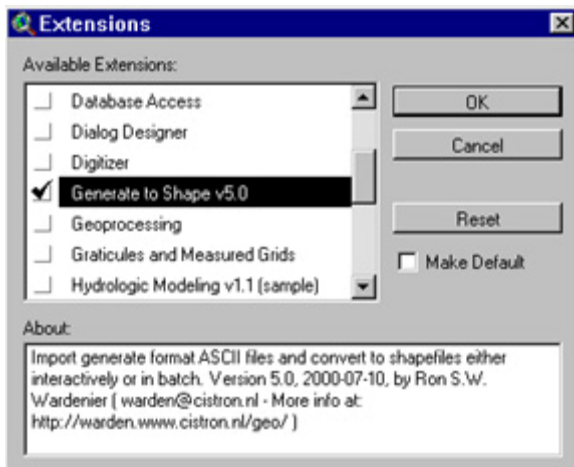 Extensions
Available Extensions:
Database Access
Dialog Designer
Digitizer
Generate to Shape v5.0
Geoprocessing
Graticules and Measured Grids
Hydrologic Modeling v1.1 (sample)
OK
Cancel
Reset
Make Default
About:
Import generate format ASCII files and convert to shapefiles either
interactively or in batch. Version 5.0, 2000-07-10, by Ron S.W.
Wardenier ( warden@cistron.nl - More info at:
http://warden.www.cistron.nl/geo/ )